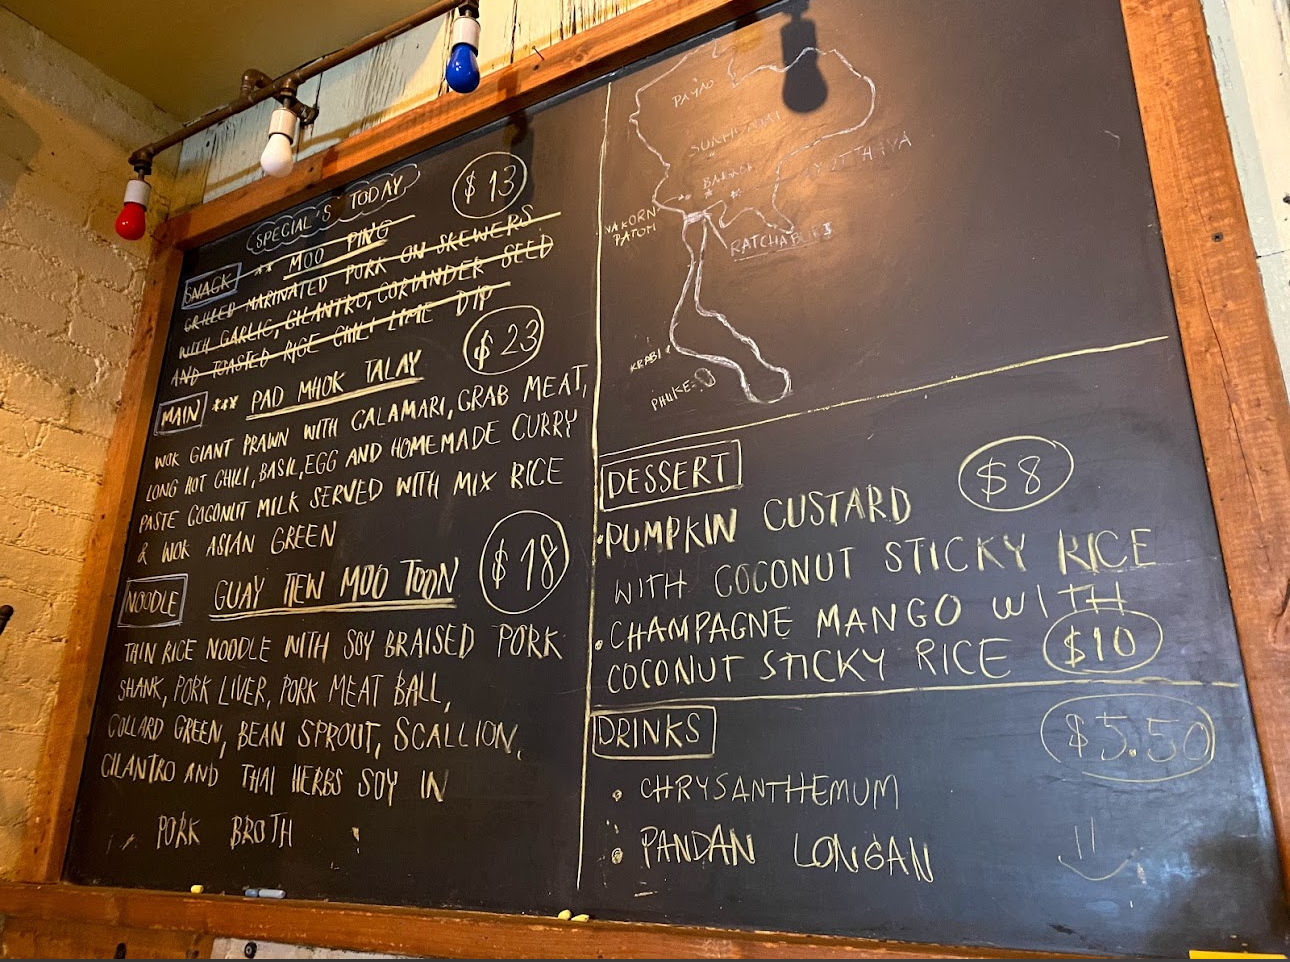 SPECIAL'S TODAY
$13
SNACK ** MOO PING
GRILLED MARINATED PORK ON SKEWERS
WITH GARLIC, CILANTRO, CORIANDER SEED
AND TOASTED RICE CHILI LIME DIP
$23
MAIN *** PAD MHOK TALAY
WOK GIANT PRAWN WITH CALAMARI, CRAB MEAT,
LONG HOT CHILI, BASIL, EGG AND HOMEMADE CURRY
PASTE COCONUT MILK SERVED WITH MIX RICE
& WOK ASIAN GREEN
NOODLE GUAY TIEW MOO TOON $18
THIN RICE NOODLE WITH SOY BRAISED PORK
SHANK, PORK LIVER, PORK MEAT BALL,
COLLARD GREEN, BEAN SPROUT, SCALLION,
CILANTRO AND THAI HERBS SOY IN
PORK BROTH
PAYAO
AYUTTHAYA
NAKORN
PATOM
KRABI
PHUKET
DESSERT
$8
• PUMPKIN CUSTARD
WITH COCONUT STICKY RICE
• CHAMPAGNE MANGO WITH
COCONUT STICKY RICE $10
DRINKS
$5.50
• CHRYSANTHEMUM
• PANDAN LONGAN